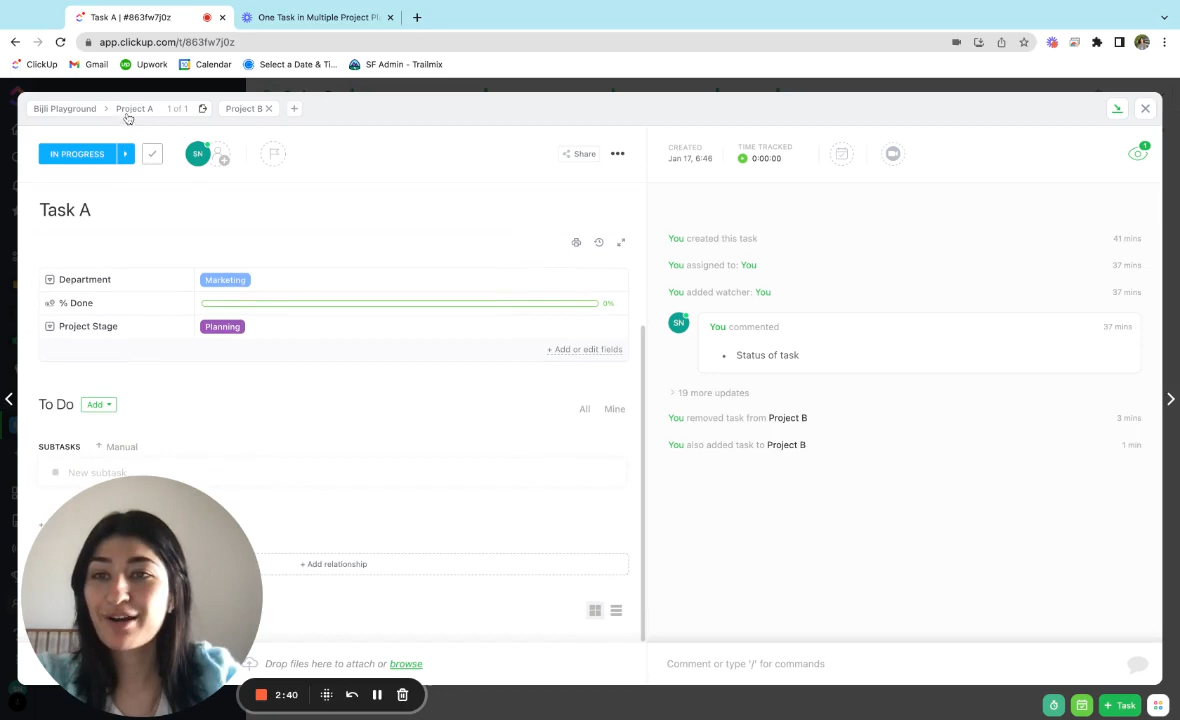 Task A | #863fw7j0z
One Task in Multiple Project Pl
app.clickup.com/t/863fw7j0z
ClickUp Gmail Upwork Calendar Select a Date & Ti... SF Admin - Trailmix
Bijli Playground > Project A 1 of 1 Project B
IN PROGRESS
SN
Share
CREATED
Jan 17, 6:46
TIME TRACKED
0:00:00
1
Task A
Department Marketing
% Done 0%
Project Stage Planning
+ Add or edit fields
To Do Add
All Mine
SUBTASKS Manual
New subtask
+ Add relationship
Drop files here to attach or browse
2:40
You created this task 41 mins
You assigned to: You 37 mins
You added watcher: You 37 mins
SN
You commented 37 mins
• Status of task
> 19 more updates
You removed task from Project B 3 mins
You also added task to Project B 1 min
Comment or type '/' for commands
+ Task